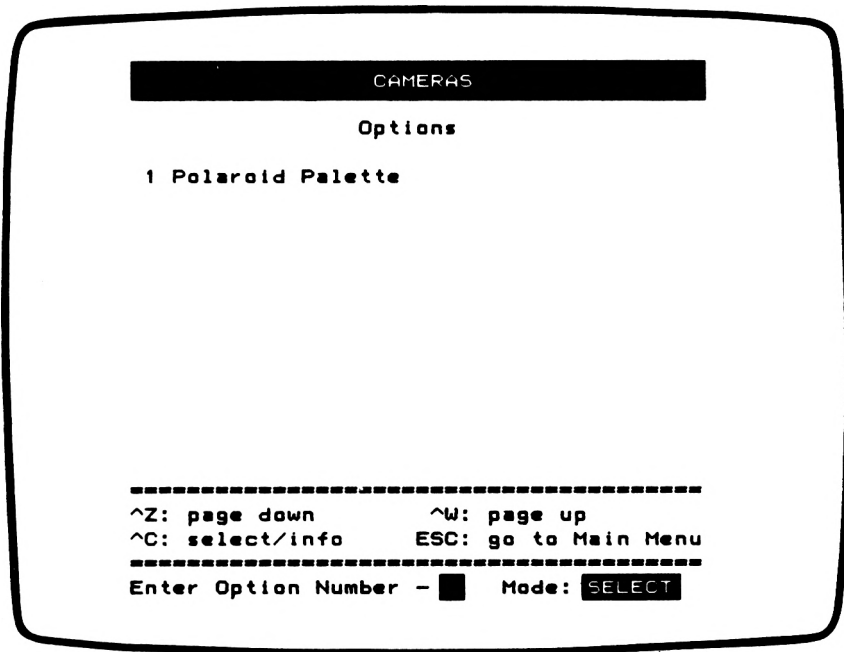 CAMERAS
Options
1 Polaroid Palette
^Z: page down ^W: page up
^C: select/info ESC: go to Main Menu
Enter Option Number - Mode: SELECT